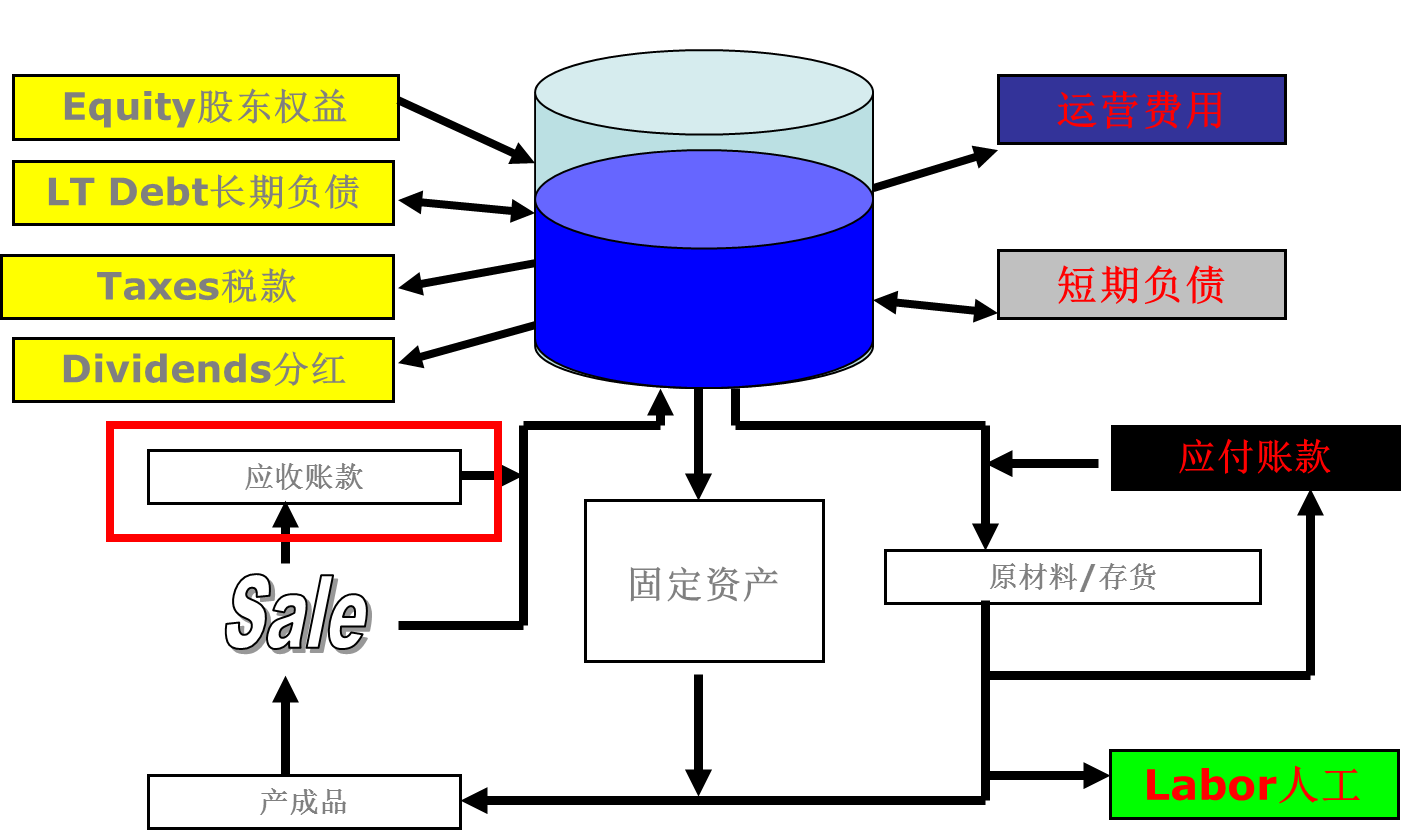 Equity股东权益
运营费用
LT Debt长期负债
Taxes税款
短期负债
Dividends分红
应收账款
应付账款
固定资产
原材料/存货
Sale
产成品
Labor人工